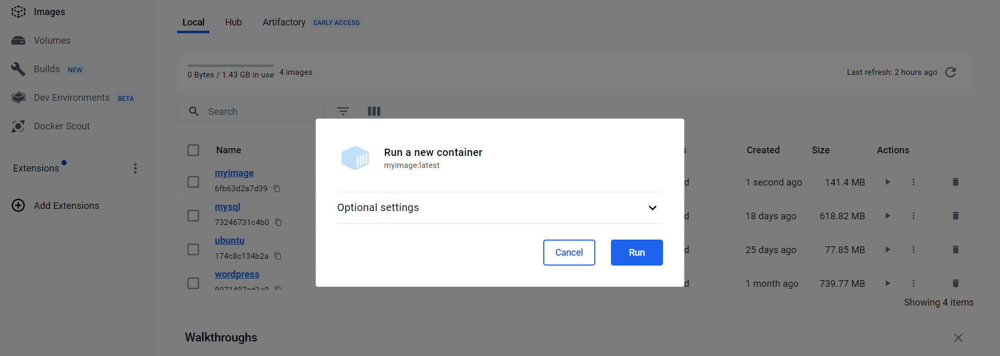 Images
Volumes
Builds NEW
Dev Environments BETA
Docker Scout
Extensions
Add Extensions
Local Hub Artifactory EARLY ACCESS
0 Bytes / 1.43 GB in use 4 images
Last refresh: 2 hours ago
Search
Name Created Size Actions
myimage
6fb63d2a7d39
d 1 second ago 141.4 MB
mysql
73246731c4b0
d 18 days ago 618.82 MB
ubuntu
174c8c134b2a
d 25 days ago 77.85 MB
wordpress
d 1 month ago 739.77 MB
Showing 4 items
Run a new container
myimage:latest
Optional settings
Cancel Run
Walkthroughs